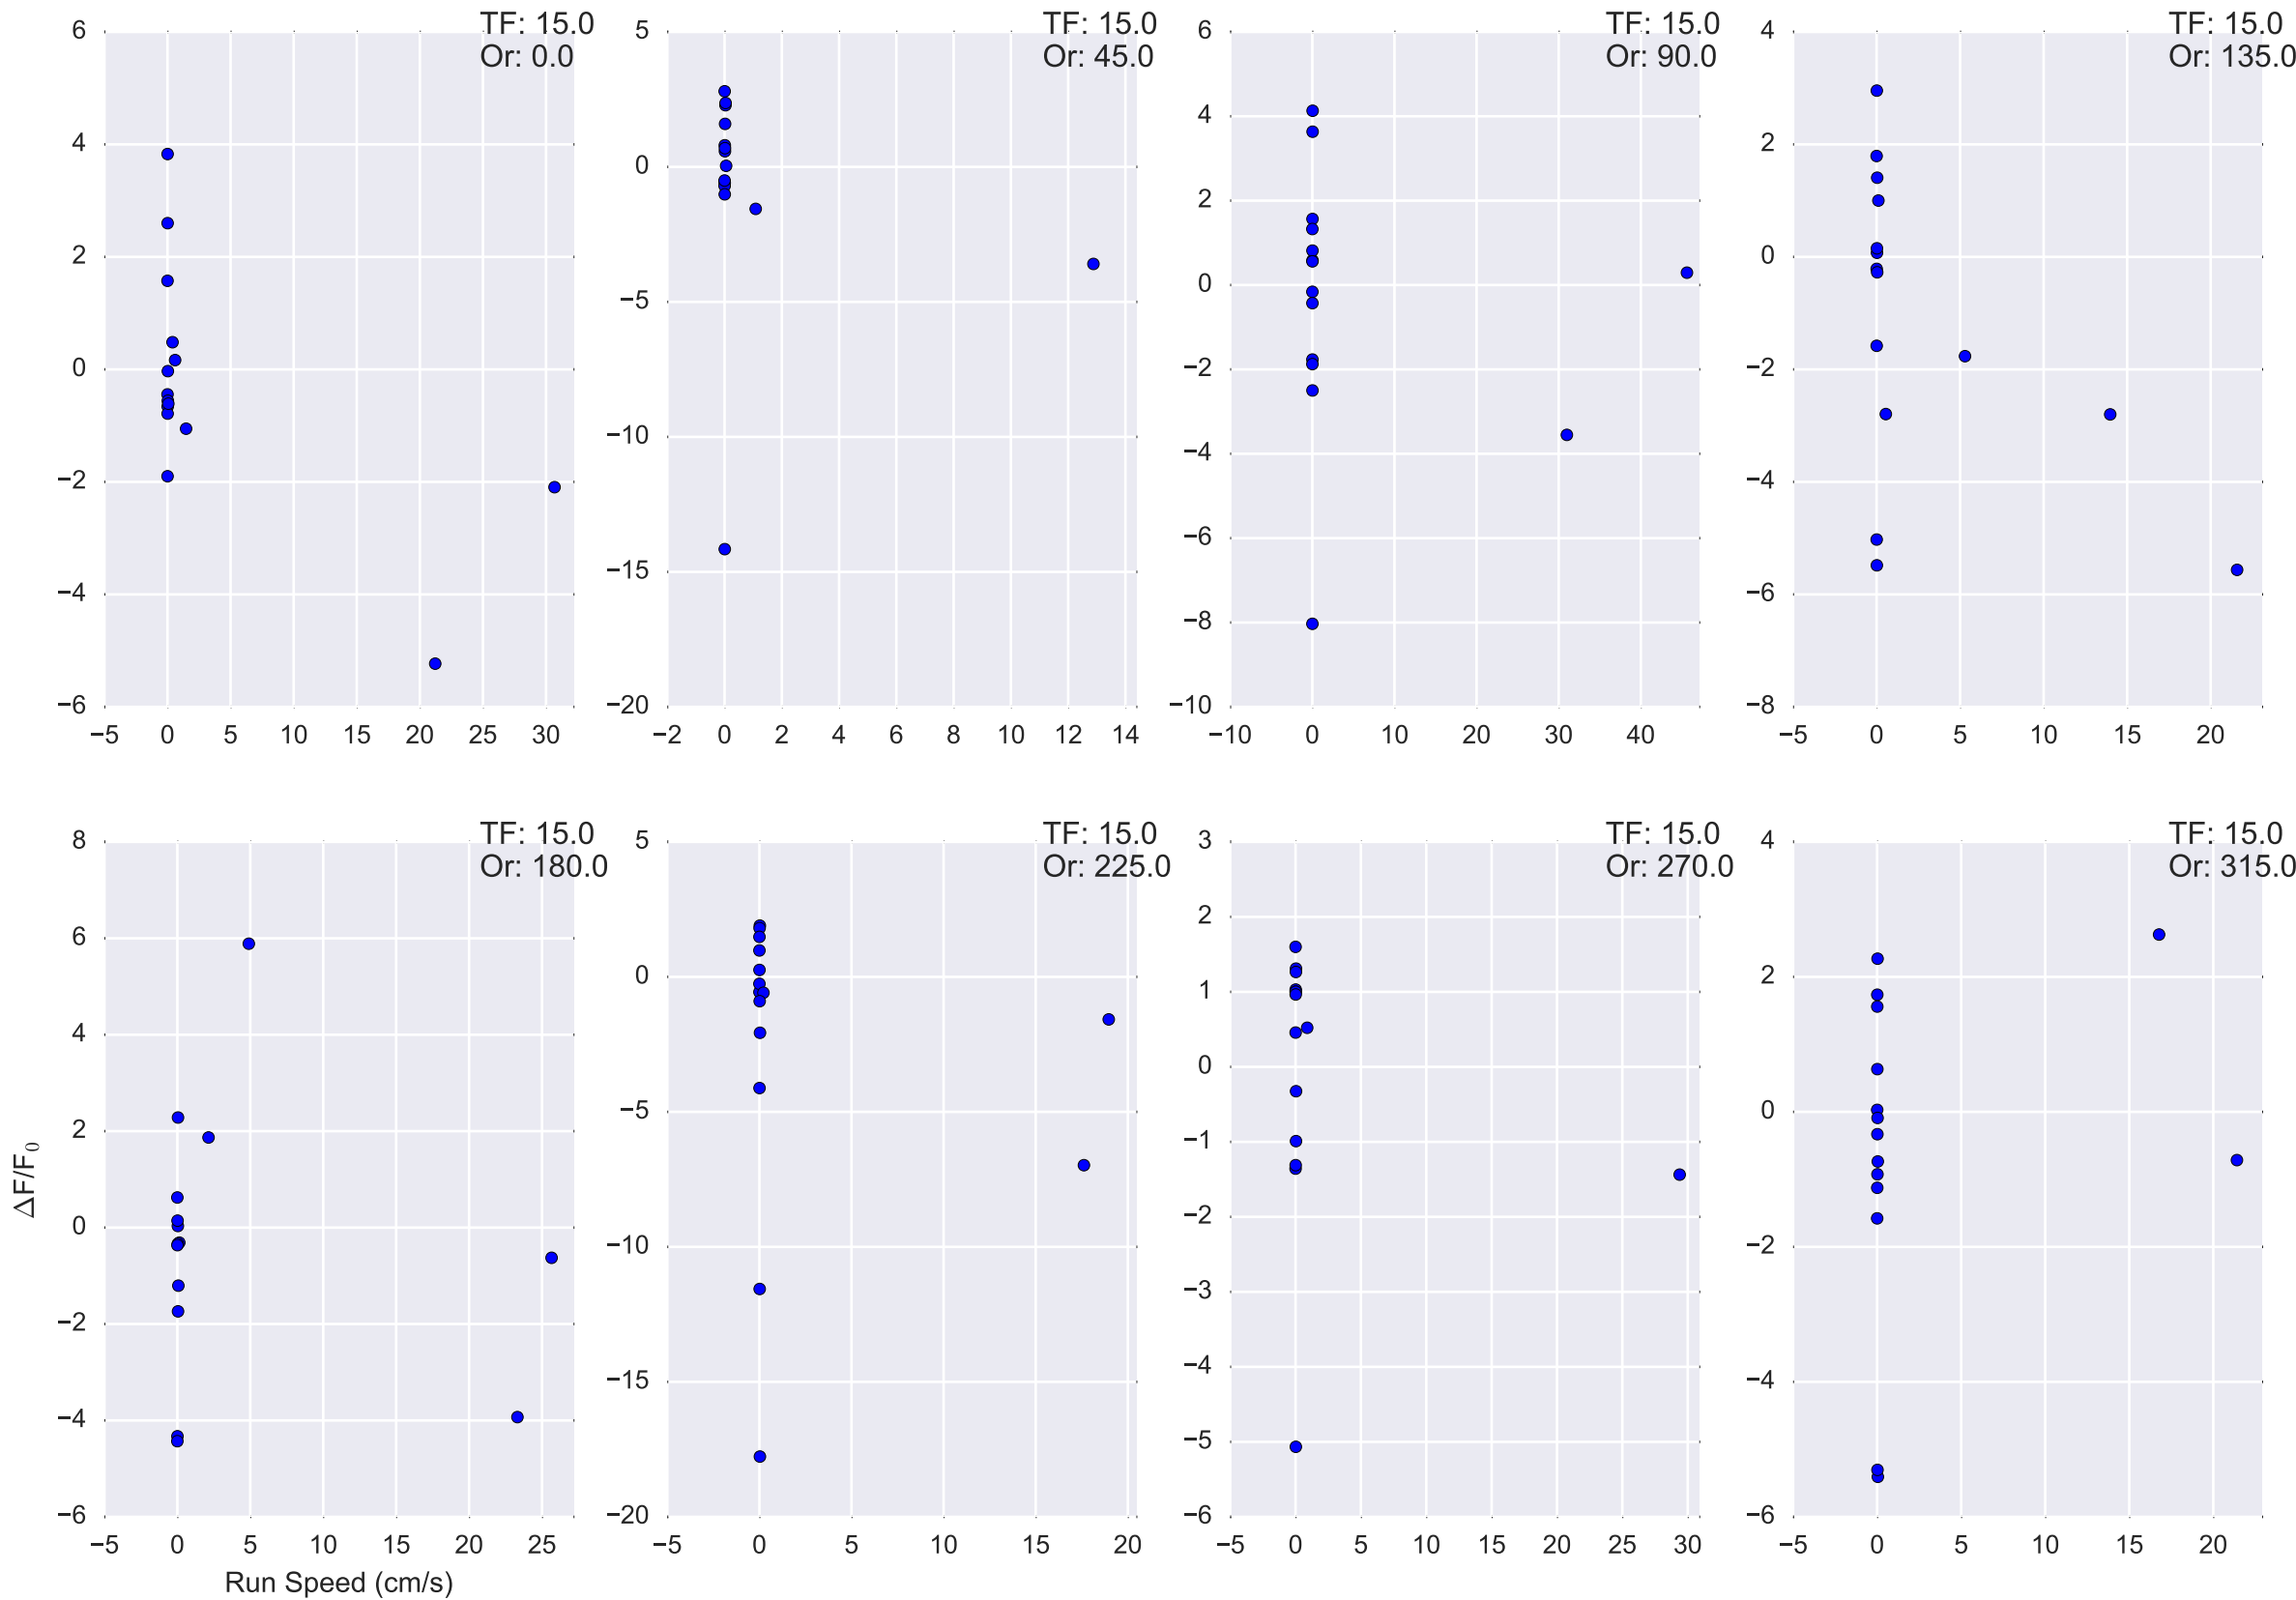 TF: 15.0
Or: 0.0
6
4
2
0
−2
−4
−6
−5 0 5 10 15 20 25 30
TF: 15.0
Or: 45.0
5
0
−5
−10
−15
−20
−2 0 2 4 6 8 10 12 14
TF: 15.0
Or: 90.0
6
4
2
0
−2
−4
−6
−8
−10
−10 0 10 20 30 40
TF: 15.0
Or: 135.0
4
2
0
−2
−4
−6
−8
−5 0 5 10 15 20
TF: 15.0
Or: 180.0
8
6
4
2
0
−2
−4
−6
ΔF/F₀
−5 0 5 10 15 20 25
Run Speed (cm/s)
TF: 15.0
Or: 225.0
5
0
−5
−10
−15
−20
−5 0 5 10 15 20
TF: 15.0
Or: 270.0
3
2
1
0
−1
−2
−3
−4
−5
−6
−5 0 5 10 15 20 25 30
TF: 15.0
Or: 315.0
4
2
0
−2
−4
−6
−5 0 5 10 15 20